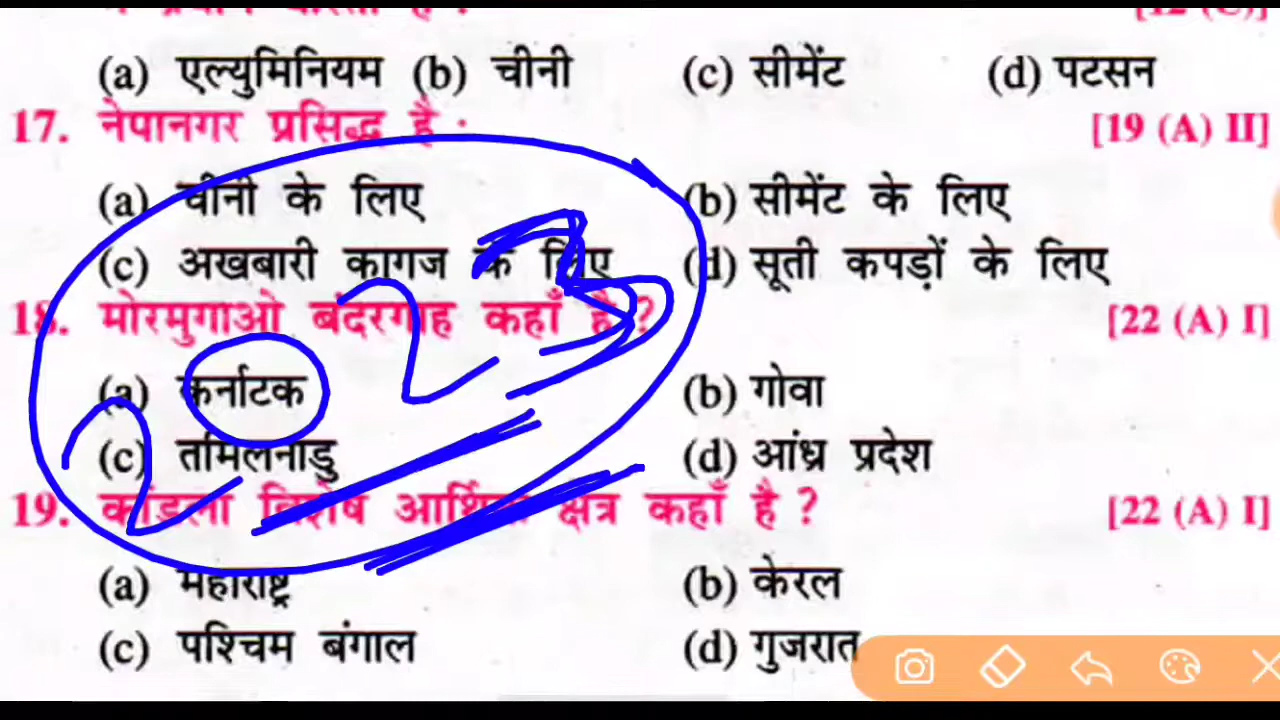 (a) एल्युमिनियम (b) चीनी (c) सीमेंट (d) पटसन
17. नेपानगर प्रसिद्ध है : [19 (A) II]
(a) चीनी के लिए (b) सीमेंट के लिए
(c) अखबारी कागज के लिए (d) सूती कपड़ों के लिए
18. मोरमुगाओ बंदरगाह कहाँ है ? [22 (A) I]
(a) कर्नाटक (b) गोवा
(c) तमिलनाडु (d) आंध्र प्रदेश
19. कांडला विशेष आर्थिक क्षेत्र कहाँ है ? [22 (A) I]
(a) महाराष्ट्र (b) केरल
(c) पश्चिम बंगाल (d) गुजरात
2023